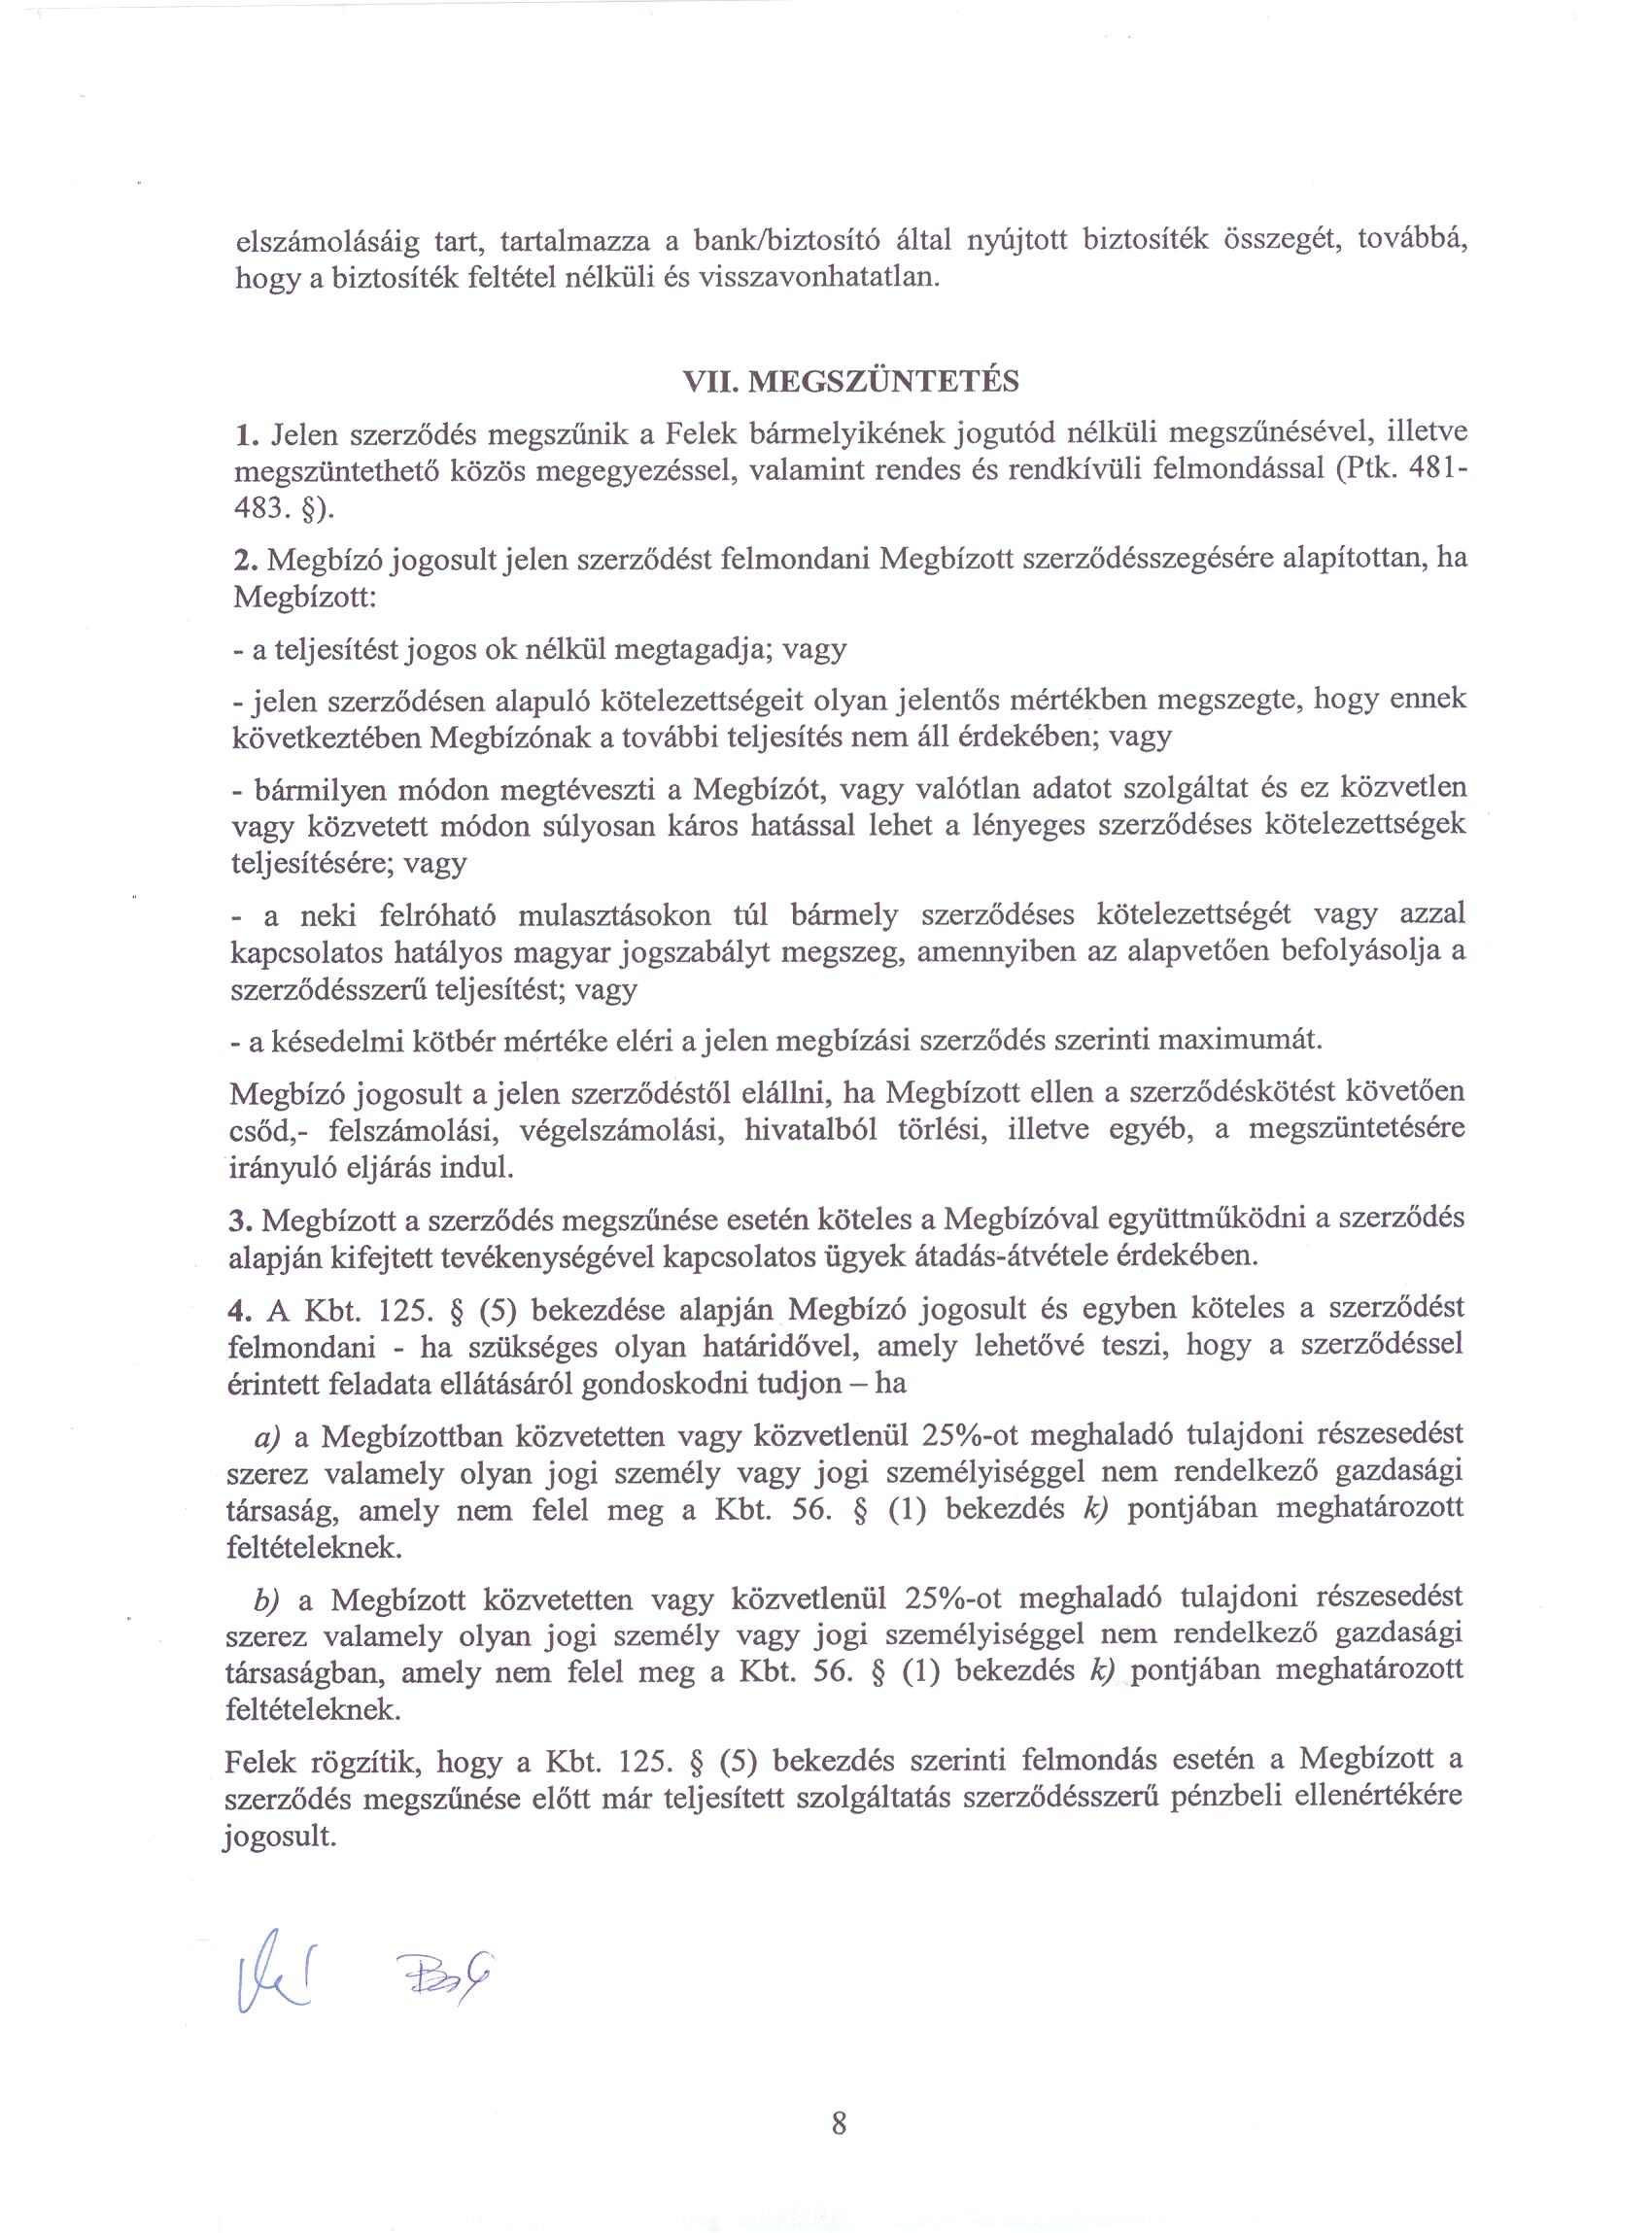 elszámolásáig tart, tartalmazza a bank/biztosító által nyújtott biztosíték összegét, továbbá,
hogy a biztosíték feltétel nélküli és visszavonhatatlan.
VII. MEGSZÜNTETÉS
1. Jelen szerződés megszűnik a Felek bármelyikének jogutód nélküli megszűnésével, illetve
megszüntethető közös megegyezéssel, valamint rendes és rendkívüli felmondással (Ptk. 481-
483. §).
2. Megbízó jogosult jelen szerződést felmondani Megbízott szerződésszegésére alapítottan, ha
Megbízott:
- a teljesítést jogos ok nélkül megtagadja; vagy
- jelen szerződésen alapuló kötelezettségeit olyan jelentős mértékben megszegte, hogy ennek
következtében Megbízónak a további teljesítés nem áll érdekében; vagy
- bármilyen módon megtéveszti a Megbízót, vagy valótlan adatot szolgáltat és ez közvetlen
vagy közvetett módon súlyosan káros hatással lehet a lényeges szerződéses kötelezettségek
teljesítésére; vagy
- a neki felróható mulasztásokon túl bármely szerződéses kötelezettségét vagy azzal
kapcsolatos hatályos magyar jogszabályt megszeg, amennyiben az alapvetően befolyásolja a
szerződésszerű teljesítést; vagy
- a késedelmi kötbér mértéke eléri a jelen megbízási szerződés szerinti maximumát.
Megbízó jogosult a jelen szerződéstől elállni, ha Megbízott ellen a szerződéskötést követően
csőd,- felszámolási, végelszámolási, hivatalból törlési, illetve egyéb, a megszüntetésére
irányuló eljárás indul.
3. Megbízott a szerződés megszűnése esetén köteles a Megbízóval együttműködni a szerződés
alapján kifejtett tevékenységével kapcsolatos ügyek átadás-átvétele érdekében.
4. A Kbt. 125. § (5) bekezdése alapján Megbízó jogosult és egyben köteles a szerződést
felmondani - ha szükséges olyan határidővel, amely lehetővé teszi, hogy a szerződéssel
érintett feladata ellátásáról gondoskodni tudjon – ha
a) a Megbízottban közvetetten vagy közvetlenül 25%-ot meghaladó tulajdoni részesedést
szerez valamely olyan jogi személy vagy jogi személyiséggel nem rendelkező gazdasági
társaság, amely nem felel meg a Kbt. 56. § (1) bekezdés k) pontjában meghatározott
feltételeknek.
b) a Megbízott közvetetten vagy közvetlenül 25%-ot meghaladó tulajdoni részesedést
szerez valamely olyan jogi személy vagy jogi személyiséggel nem rendelkező gazdasági
társaságban, amely nem felel meg a Kbt. 56. § (1) bekezdés k) pontjában meghatározott
feltételeknek.
Felek rögzítik, hogy a Kbt. 125. § (5) bekezdés szerinti felmondás esetén a Megbízott a
szerződés megszűnése előtt már teljesített szolgáltatás szerződésszerű pénzbeli ellenértékére
jogosult.
8